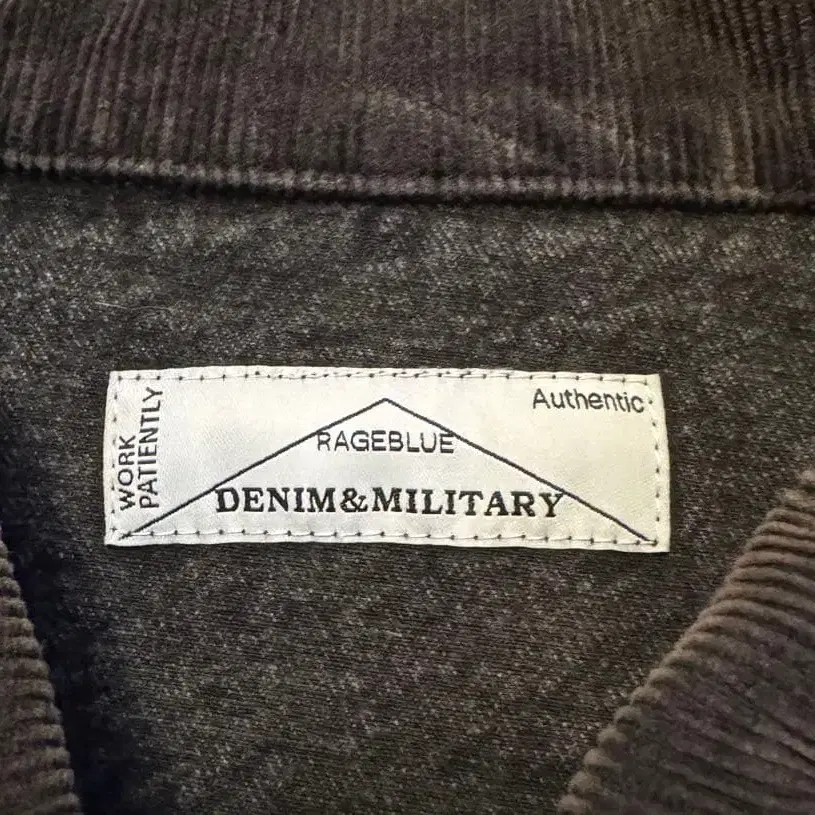 WORK
PATIENTLY
Authentic
RAGEBLUE
DENIM&MILITARY